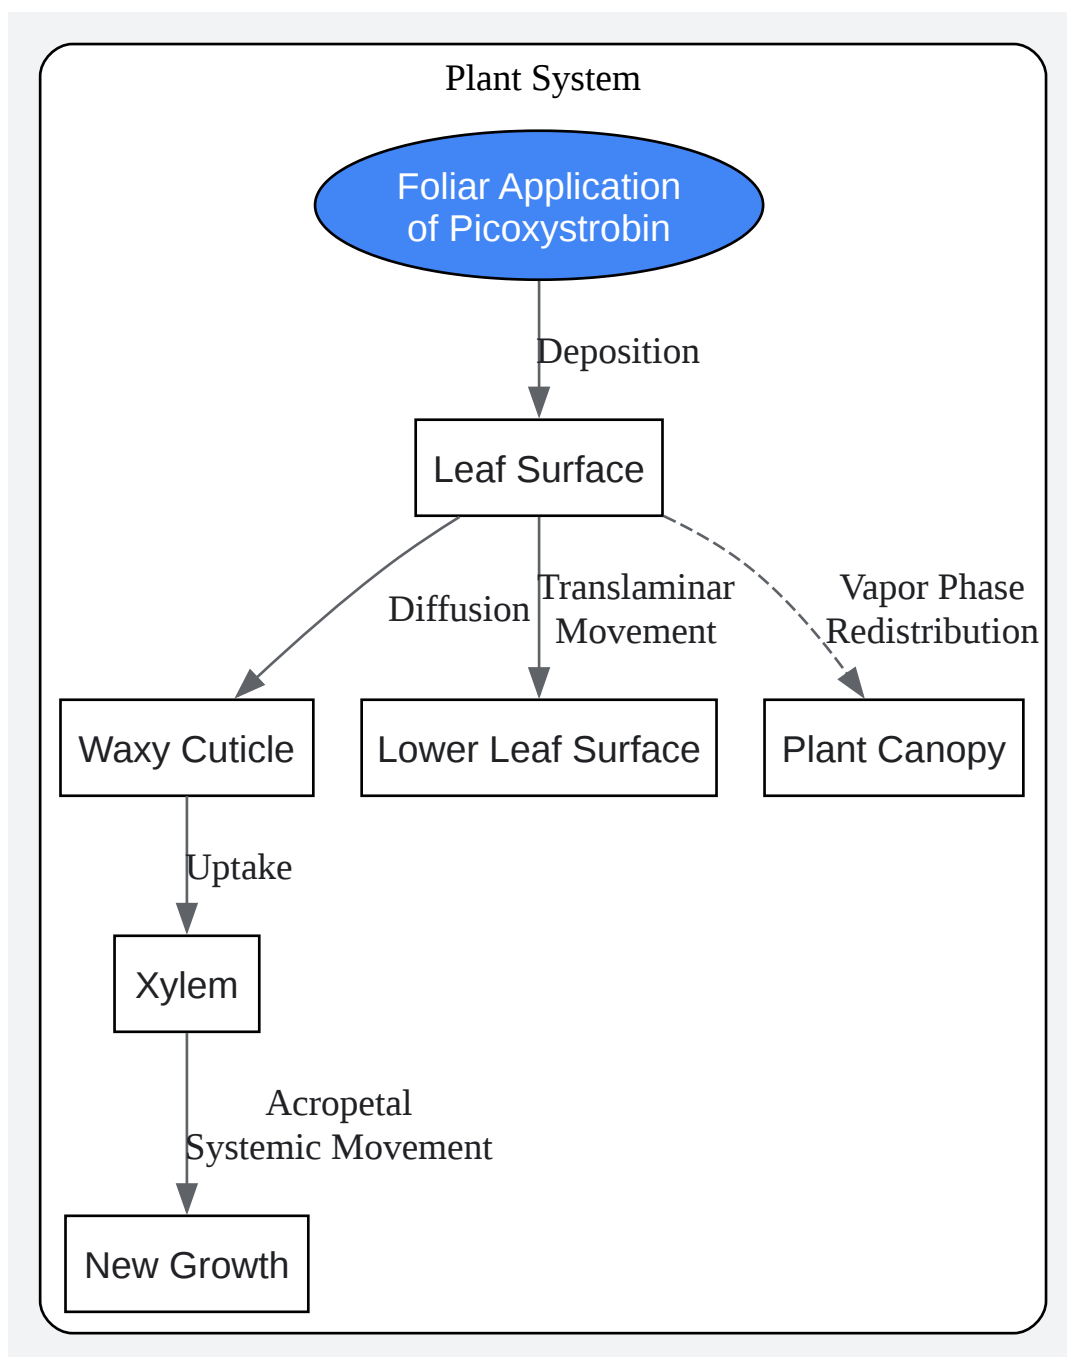 Plant System
Foliar Application
of Picoxystrobin
Deposition
Leaf Surface
Diffusion
Translaminar
Movement
Vapor Phase
Redistribution
Waxy Cuticle
Lower Leaf Surface
Plant Canopy
Uptake
Xylem
Acropetal
Systemic Movement
New Growth